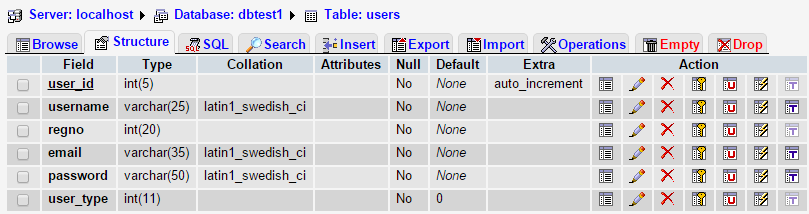 Server: localhost Database: dbtest1 Table: users
Browse Structure SQL Search Insert Export Import Operations Empty Drop
Field Type Collation Attributes Null Default Extra Action
user_id int(5) No None auto_increment
username varchar(25) latin1_swedish_ci No None
regno int(20) No None
email varchar(35) latin1_swedish_ci No None
password varchar(50) latin1_swedish_ci No None
user_type int(11) No 0